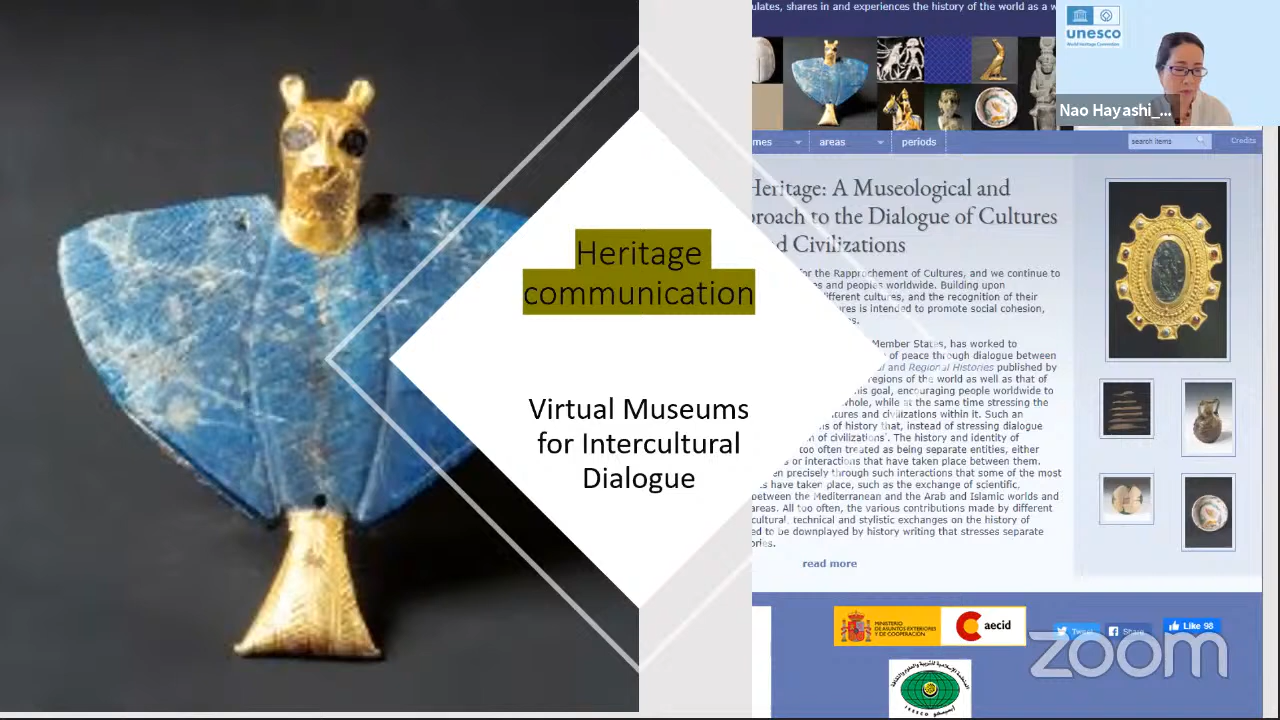 ulates, shares in and experiences the history of the world as a w
unesco
World Heritage Convention
Nao Hayashi_...
mes
areas
periods
search items
Credits
Heritage: A Museological and
proach to the Dialogue of Cultures
nd Civilizations
for the Rapprochement of Cultures, and we continue to
es and peoples worldwide. Building upon
ifferent cultures, and the recognition of their
ures is intended to promote social cohesion,
s.
Member States, has worked to
of peace through dialogue between
al and Regional Histories published by
regions of the world as well as that of
his goal, encouraging people worldwide to
whole, while at the same time stressing the
tures and civilizations within it. Such an
ns of history that, instead of stressing dialogue
n of civilizations'. The history and identity of
too often treated as being separate entities, either
s or interactions that have taken place between them.
en precisely through such interactions that some of the most
ts have taken place, such as the exchange of scientific,
between the Mediterranean and the Arab and Islamic worlds and
areas. All too often, the various contributions made by different
cultural, technical and stylistic exchanges on the history of
ed to be downplayed by history writing that stresses separate
ories.
read more
Heritage
communication
Virtual Museums
for Intercultural
Dialogue
MINISTERIO
DE ASUNTOS EXTERIORES
Y DE COOPERACIÓN
aecid
Tweet
Share
Like 98
zoom